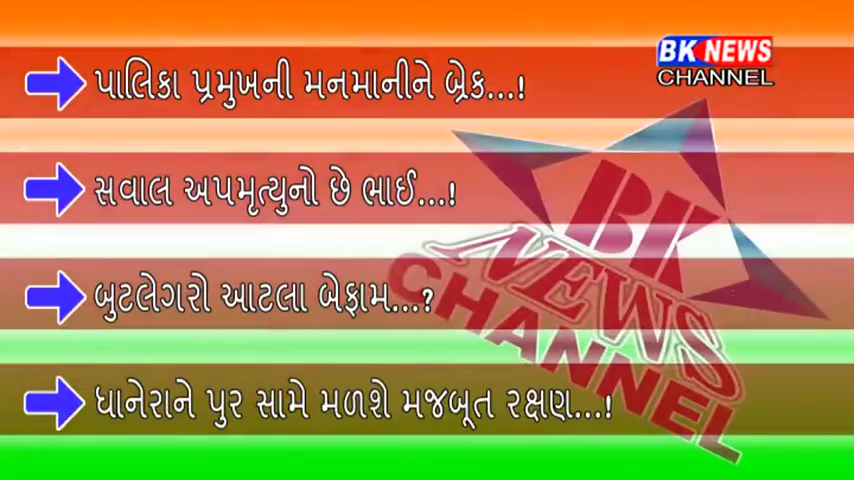 BK NEWS
CHANNEL
પાલિકા પ્રમુખની મનમાનીને બ્રેક...!
સવાલ અપમૃત્યુનો છે ભાઈ...!
બુટલેગરો આટલા બેફામ...?
ધાનેરાને પુર સામે મળશે મજબૂત રક્ષણ...!
BK
NEWS
CHANNEL